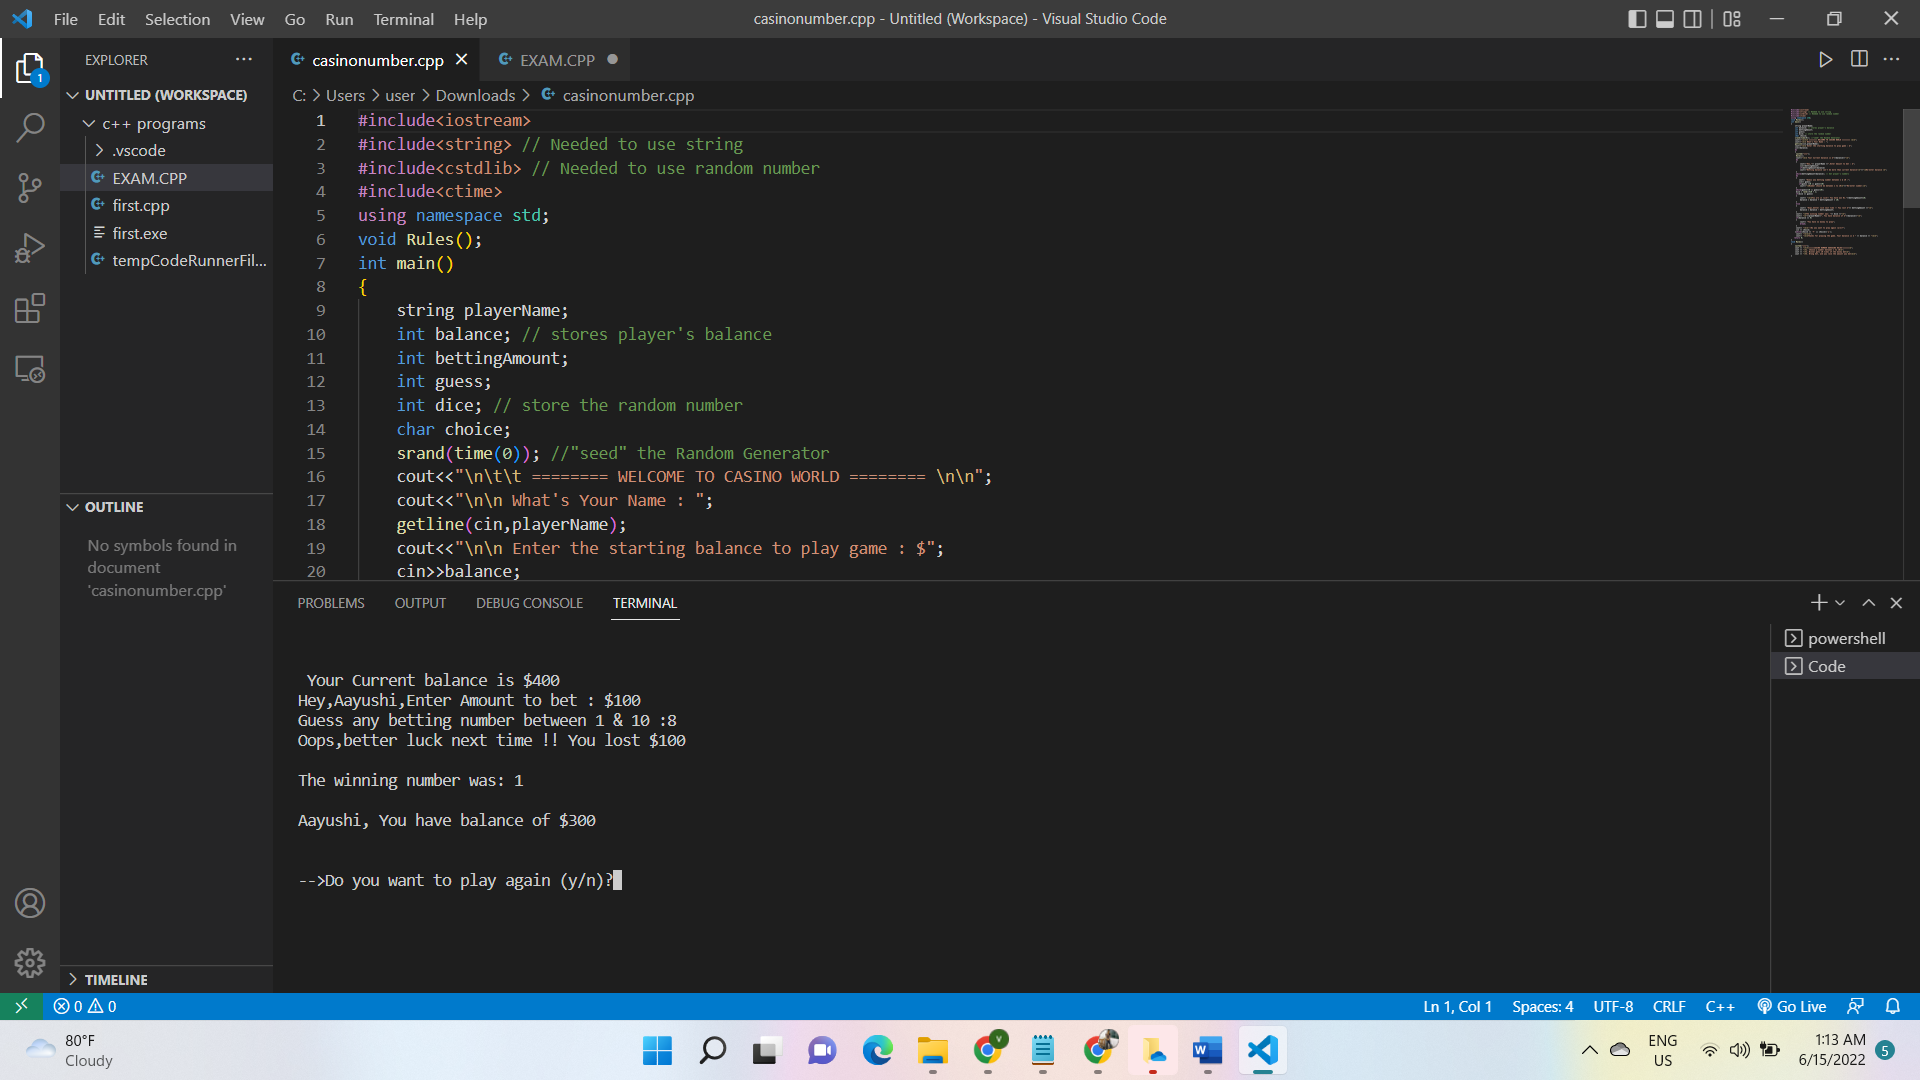 File Edit Selection View Go Run Terminal Help
casinonumber.cpp - Untitled (Workspace) - Visual Studio Code
EXPLORER
1
UNTITLED (WORKSPACE)
c++ programs
.vscode
EXAM.CPP
first.cpp
first.exe
tempCodeRunnerFil...
OUTLINE
No symbols found in
document
'casinonumber.cpp'
TIMELINE
casinonumber.cpp
EXAM.CPP
C: > Users > user > Downloads > casinonumber.cpp
1 #include<iostream>
2 #include<string> // Needed to use string
3 #include<cstdlib> // Needed to use random number
4 #include<ctime>
5 using namespace std;
6 void Rules();
7 int main()
8 {
9 string playerName;
10 int balance; // stores player's balance
11 int bettingAmount;
12 int guess;
13 int dice; // store the random number
14 char choice;
15 srand(time(0)); //"seed" the Random Generator
16 cout<<"\n\t\t ======== WELCOME TO CASINO WORLD ======== \n\n";
17 cout<<"\n\n What's Your Name : ";
18 getline(cin,playerName);
19 cout<<"\n\n Enter the starting balance to play game : $";
20 cin>>balance;
PROBLEMS OUTPUT DEBUG CONSOLE TERMINAL
Your Current balance is $400
Hey,Aayushi,Enter Amount to bet : $100
Guess any betting number between 1 & 10 :8
Oops,better luck next time !! You lost $100
The winning number was: 1
Aayushi, You have balance of $300
-->Do you want to play again (y/n)?
powershell
Code
0 0
Ln 1, Col 1 Spaces: 4 UTF-8 CRLF C++ Go Live
80°F
Cloudy
V
W
ENG
US
1:13 AM
6/15/2022
5